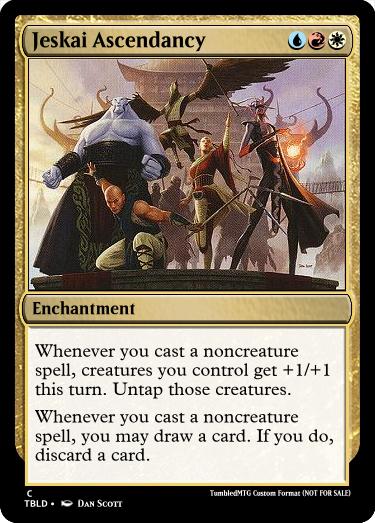 Jeskai Ascendancy
Enchantment
Whenever you cast a noncreature
spell, creatures you control get +1/+1
this turn. Untap those creatures.
Whenever you cast a noncreature
spell, you may draw a card. If you do,
discard a card.
C
TBLD • Dan Scott
TumbledMTG Custom Format (NOT FOR SALE)